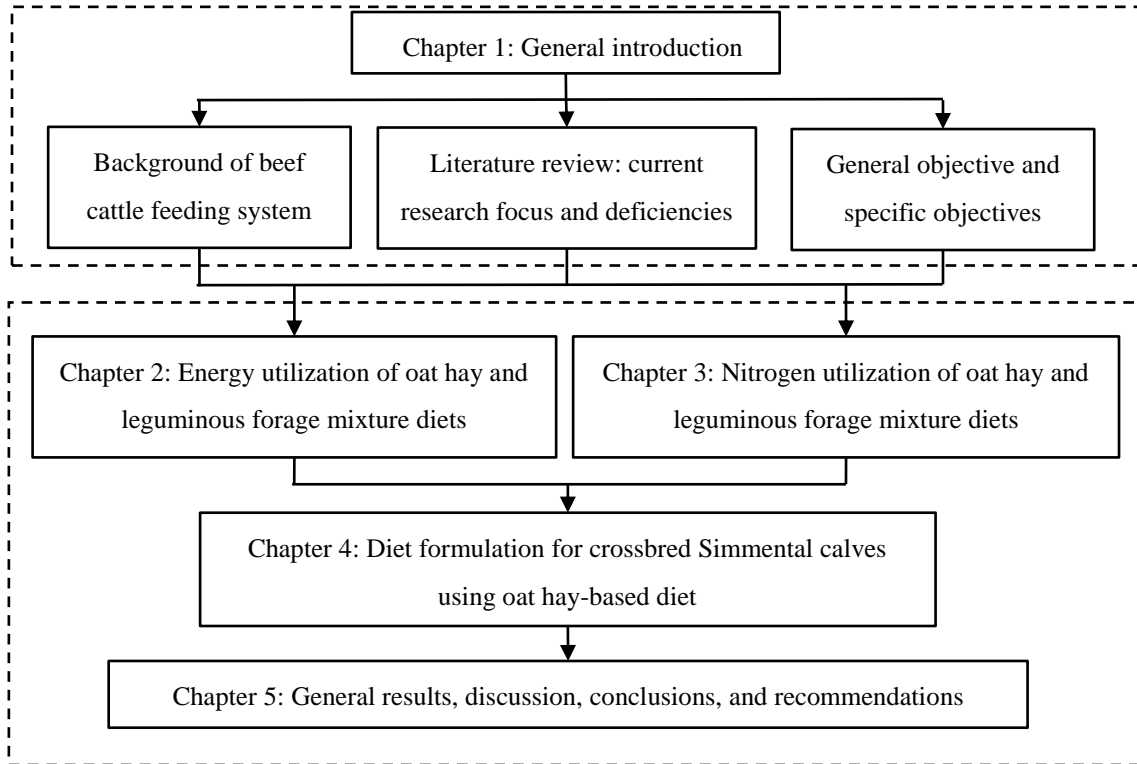 Chapter 1: General introduction
Background of beef
cattle feeding system
Literature review: current
research focus and deficiencies
General objective and
specific objectives
Chapter 2: Energy utilization of oat hay and
leguminous forage mixture diets
Chapter 3: Nitrogen utilization of oat hay and
leguminous forage mixture diets
Chapter 4: Diet formulation for crossbred Simmental calves
using oat hay-based diet
Chapter 5: General results, discussion, conclusions, and recommendations